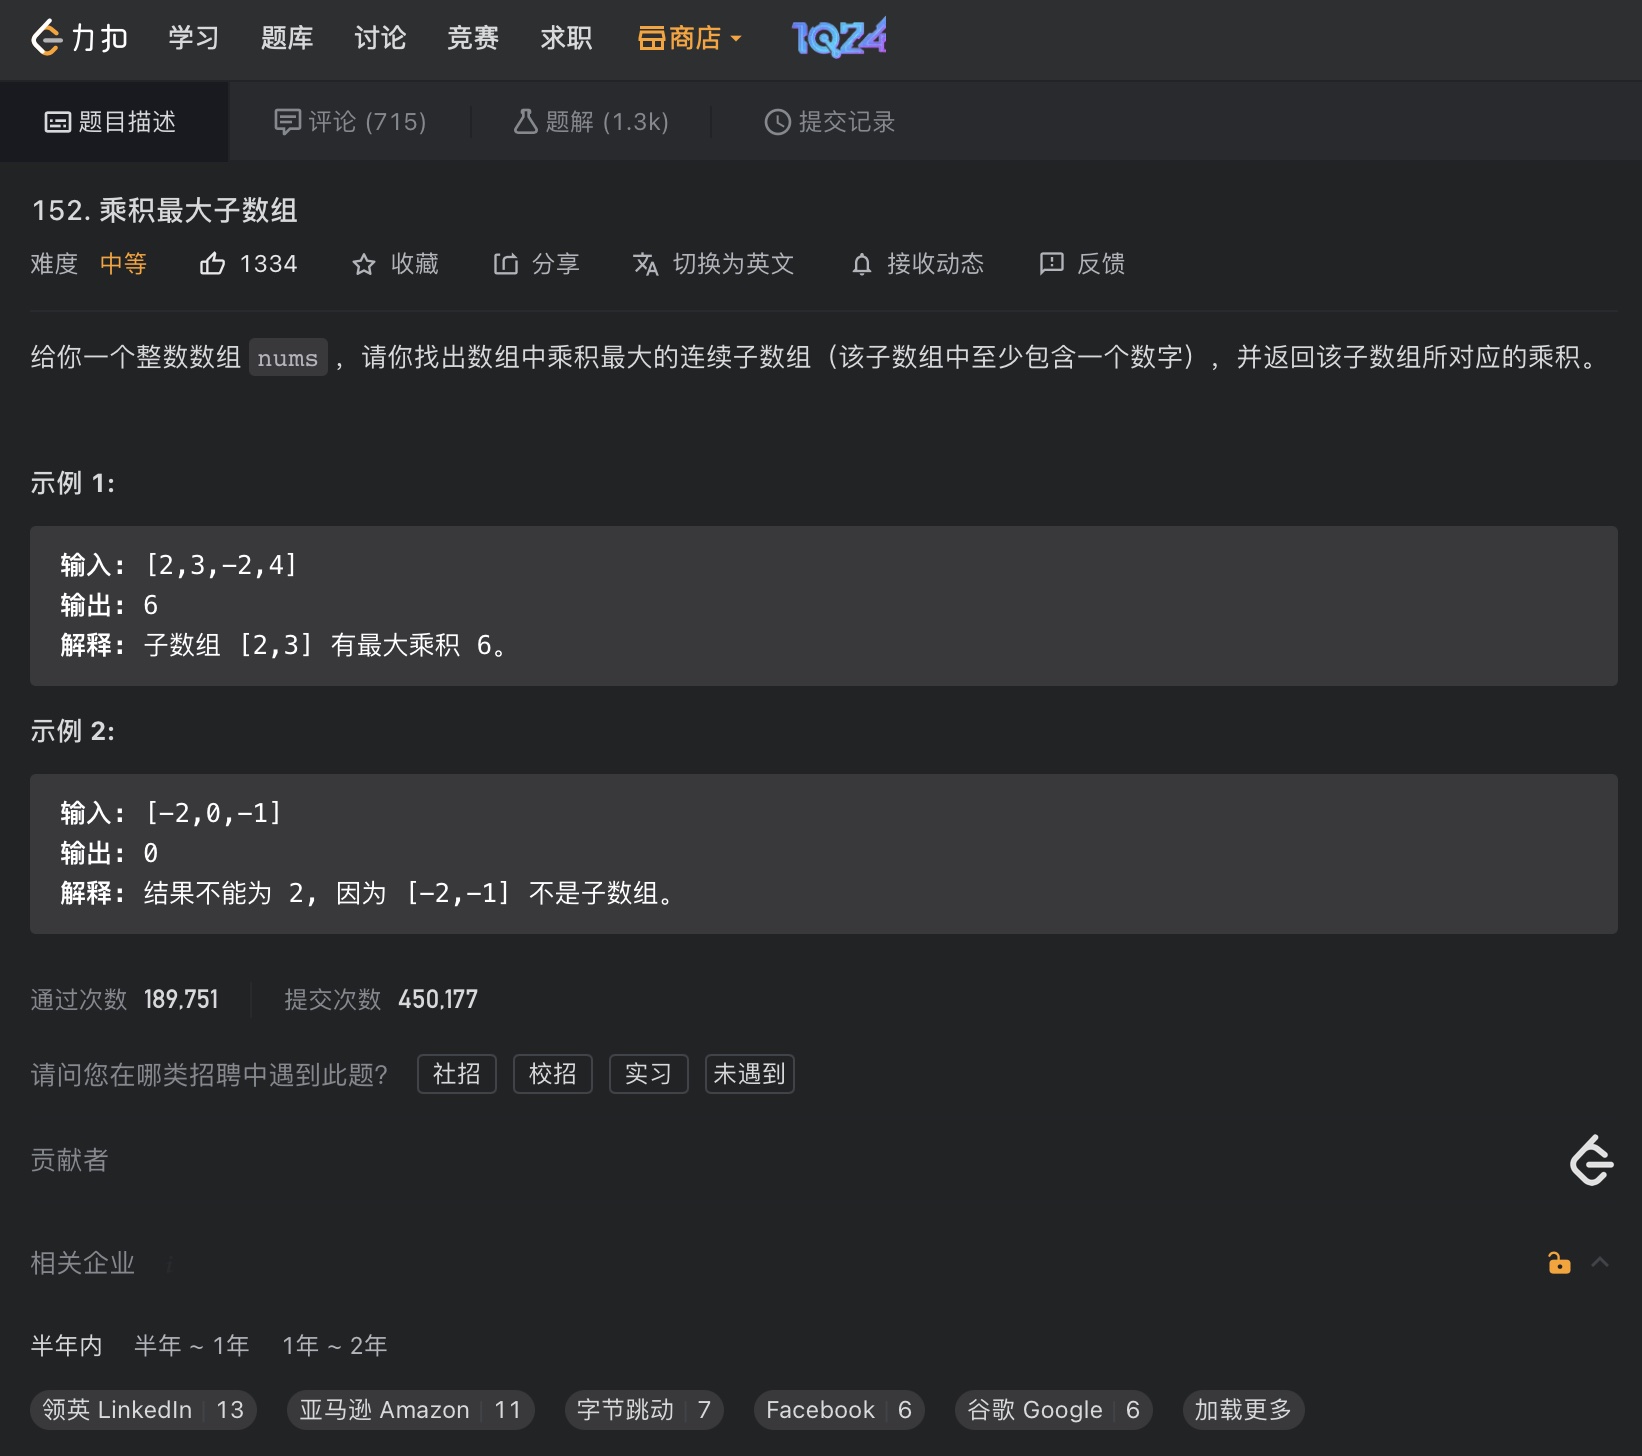 力扣 学习 题库 讨论 竞赛 求职 商店 1024
题目描述 评论 (715) 题解 (1.3k) 提交记录
152. 乘积最大子数组
难度 中等 1334 收藏 分享 切换为英文 接收动态 反馈
给你一个整数数组 nums ，请你找出数组中乘积最大的连续子数组（该子数组中至少包含一个数字），并返回该子数组所对应的乘积。
示例 1:
输入: [2,3,-2,4]
输出: 6
解释: 子数组 [2,3] 有最大乘积 6。
示例 2:
输入: [-2,0,-1]
输出: 0
解释: 结果不能为 2, 因为 [-2,-1] 不是子数组。
通过次数 189,751 提交次数 450,177
请问您在哪类招聘中遇到此题? 社招 校招 实习 未遇到
贡献者
相关企业 i
半年内 半年 ~ 1年 1年 ~ 2年
领英 LinkedIn 13 亚马逊 Amazon 11 字节跳动 7 Facebook 6 谷歌 Google 6 加载更多